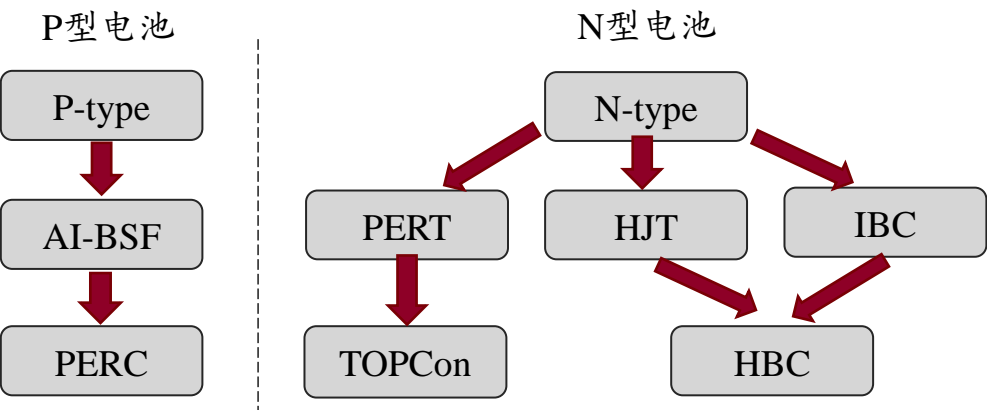 P型电池
P-type
AI-BSF
PERC
N型电池
N-type
PERT
HJT
IBC
TOPCon
HBC